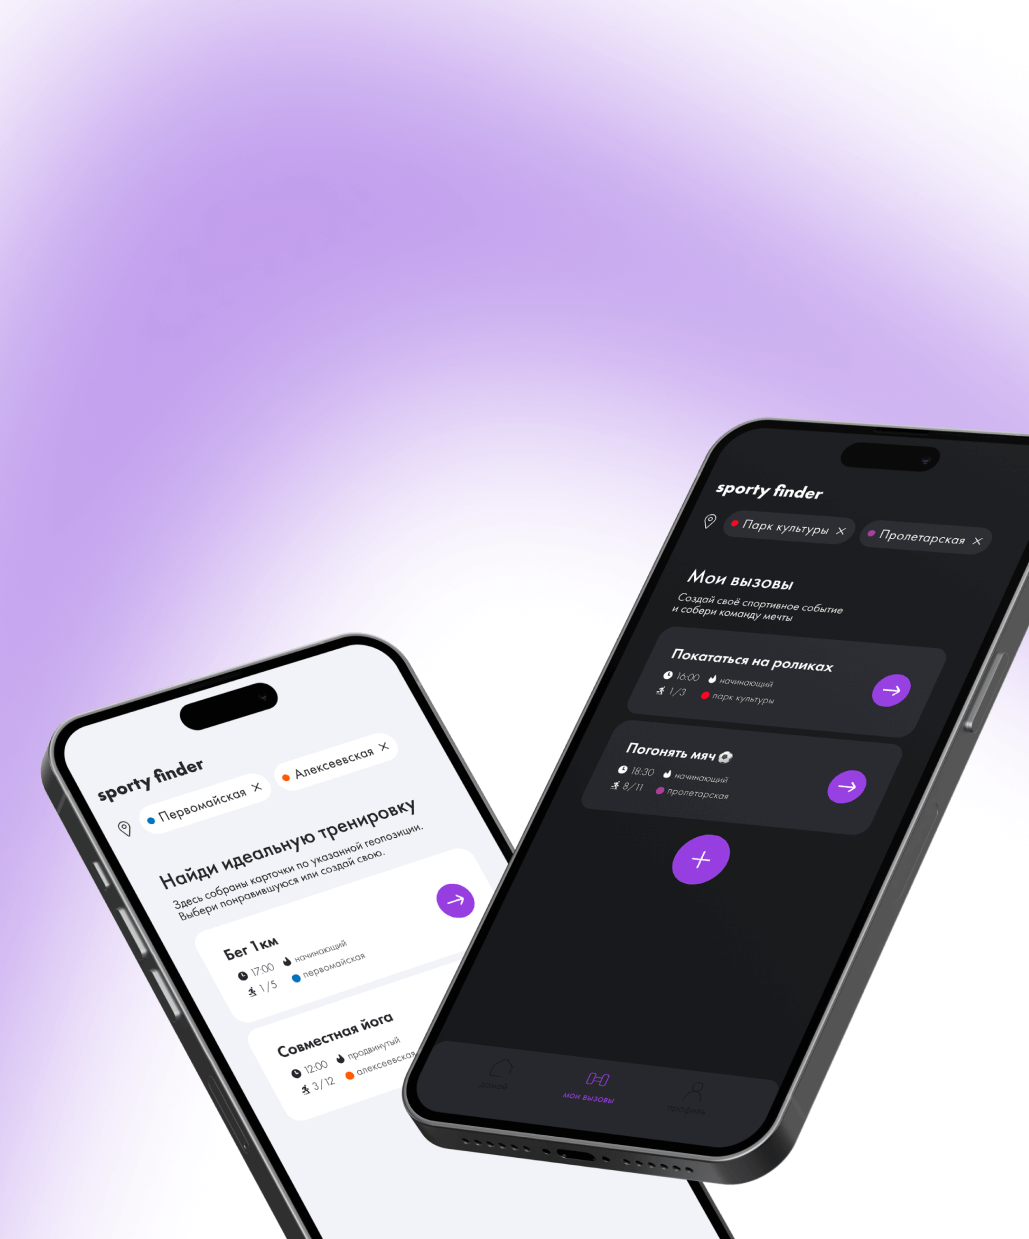 sporty finder
Первомайская
Алексеевская
Найди идеальную тренировку
Здесь собраны карточки по указанной геопозиции.
Выбери понравившуюся или создай свою.
Бег 1 км
17:00 начинающий
1/5 первомайская
Совместная йога
12:00 продвинутый
3/12 алексеевская
sporty finder
Парк культуры
Пролетарская
Мои вызовы
Создай своё спортивное событие
и собери команду мечты
Покататься на роликах
16:00 начинающий
1/3 парк культуры
Погонять мяч ⚽
18:30 начинающий
8/11 пролетарская
домой
мои вызовы
профиль